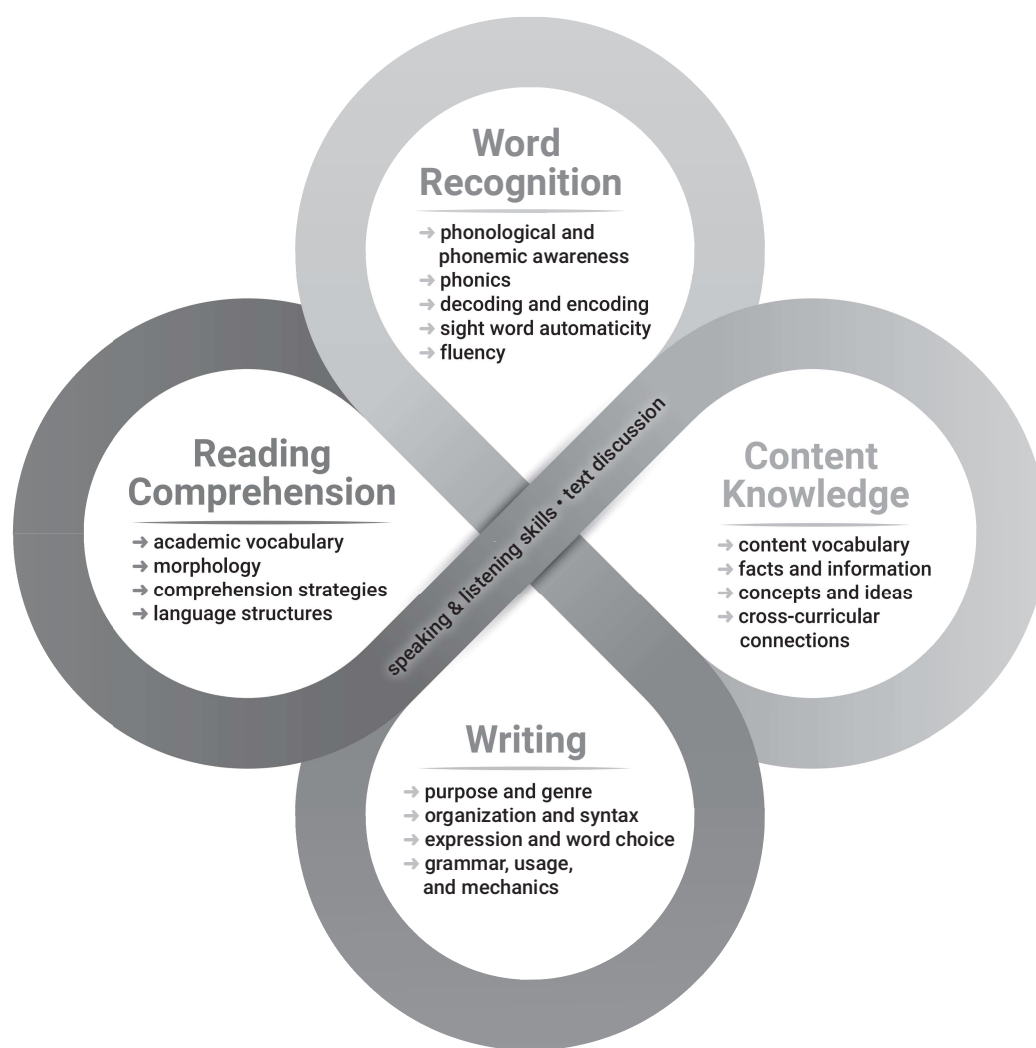 Word
Recognition
➔ phonological and
phonemic awareness
➔ phonics
➔ decoding and encoding
➔ sight word automaticity
➔ fluency
Reading
Comprehension
➔ academic vocabulary
➔ morphology
➔ comprehension strategies
➔ language structures
speaking & listening skills • text discussion
Content
Knowledge
➔ content vocabulary
➔ facts and information
➔ concepts and ideas
➔ cross-curricular
connections
Writing
➔ purpose and genre
➔ organization and syntax
➔ expression and word choice
➔ grammar, usage,
and mechanics